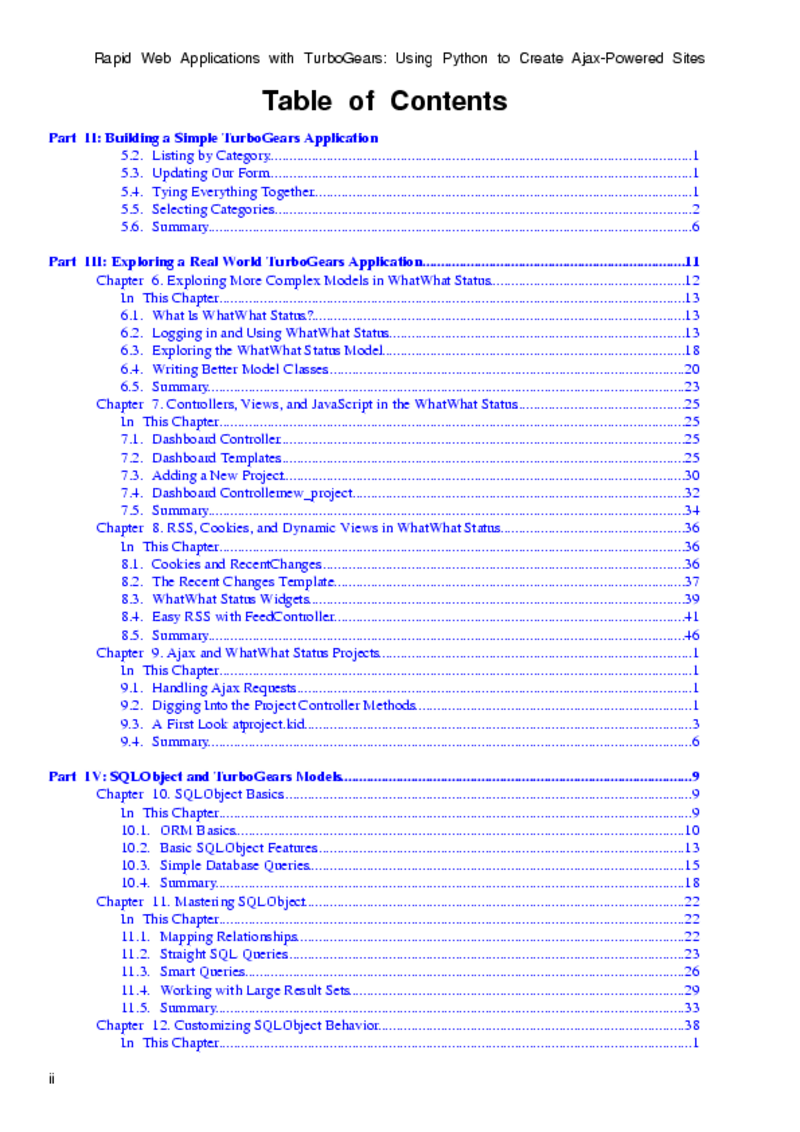 Rapid Web Applications with TurboGears: Using Python to Create Ajax-Powered Sites
Table of Contents
Part II: Building a Simple TurboGears Application
5.2. Listing by Category...1
5.3. Updating Our Form...1
5.4. Tying Everything Together...1
5.5. Selecting Categories...2
5.6. Summary...6
Part III: Exploring a Real World TurboGears Application...11
Chapter 6. Exploring More Complex Models in WhatWhat Status...12
In This Chapter...13
6.1. What Is WhatWhat Status?...13
6.2. Logging in and Using WhatWhat Status...13
6.3. Exploring the WhatWhat Status Model...18
6.4. Writing Better Model Classes...20
6.5. Summary...23
Chapter 7. Controllers, Views, and JavaScript in the WhatWhat Status...25
In This Chapter...25
7.1. Dashboard Controller...25
7.2. Dashboard Templates...25
7.3. Adding a New Project...30
7.4. Dashboard Controllernew_project...32
7.5. Summary...34
Chapter 8. RSS, Cookies, and Dynamic Views in WhatWhat Status...36
In This Chapter...36
8.1. Cookies and RecentChanges...36
8.2. The Recent Changes Template...37
8.3. WhatWhat Status Widgets...39
8.4. Easy RSS with FeedController...41
8.5. Summary...46
Chapter 9. Ajax and WhatWhat Status Projects...1
In This Chapter...1
9.1. Handling Ajax Requests...1
9.2. Digging Into the Project Controller Methods...1
9.3. A First Look atproject.kid...3
9.4. Summary...6
Part IV: SQLObject and TurboGears Models...9
Chapter 10. SQLObject Basics...9
In This Chapter...9
10.1. ORM Basics...10
10.2. Basic SQLObject Features...13
10.3. Simple Database Queries...15
10.4. Summary...18
Chapter 11. Mastering SQLObject...22
In This Chapter...22
11.1. Mapping Relationships...22
11.2. Straight SQL Queries...23
11.3. Smart Queries...26
11.4. Working with Large Result Sets...29
11.5. Summary...33
Chapter 12. Customizing SQLObject Behavior...38
In This Chapter...1
ii